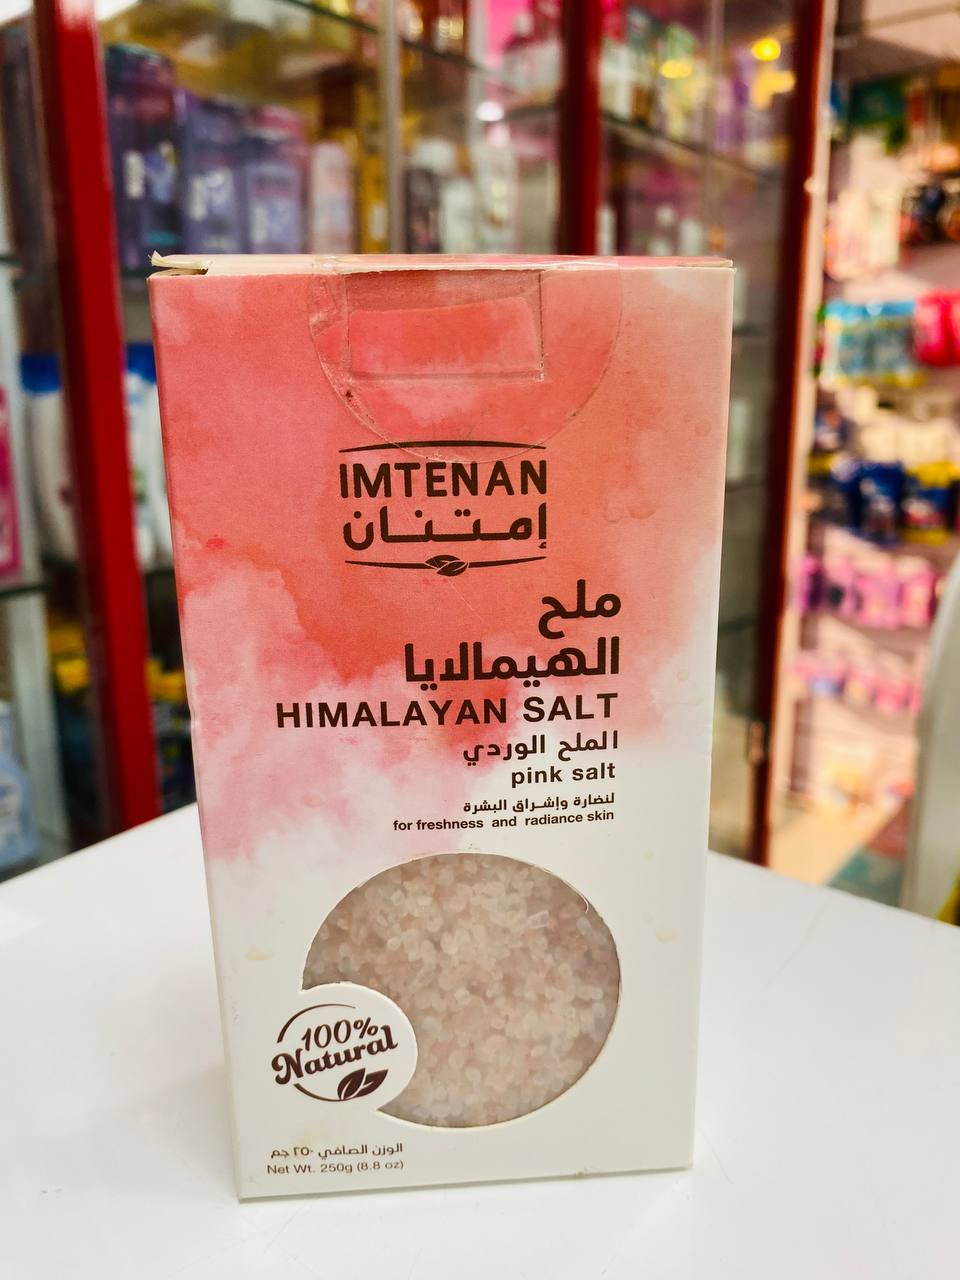 IMTENAN
إمتنان
ملح
الهيمالايا
HIMALAYAN SALT
الملح الوردي
pink salt
لنضارة وإشراق البشرة
for freshness and radiance skin
100%
Natural
الوزن الصافي ٢٥٠ جم
Net Wt. 250g (8.8 oz)